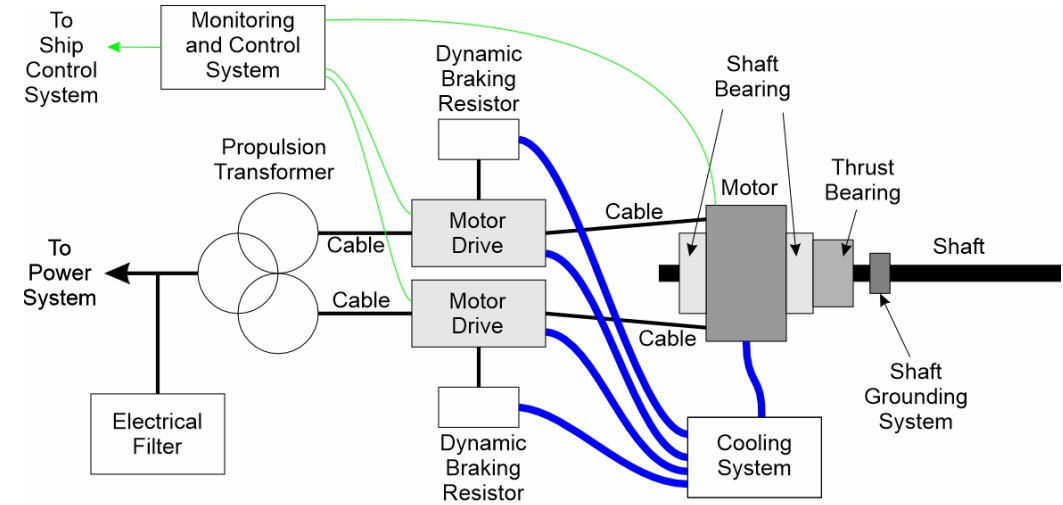 To
Ship
Control
System
Monitoring
and Control
System
Dynamic
Braking
Resistor
Shaft
Bearing
Propulsion
Transformer
Thrust
Bearing
Motor
Motor
Drive
Cable
Cable
To
Power
System
Shaft
Cable
Motor
Drive
Cable
Shaft
Grounding
System
Electrical
Filter
Dynamic
Braking
Resistor
Cooling
System